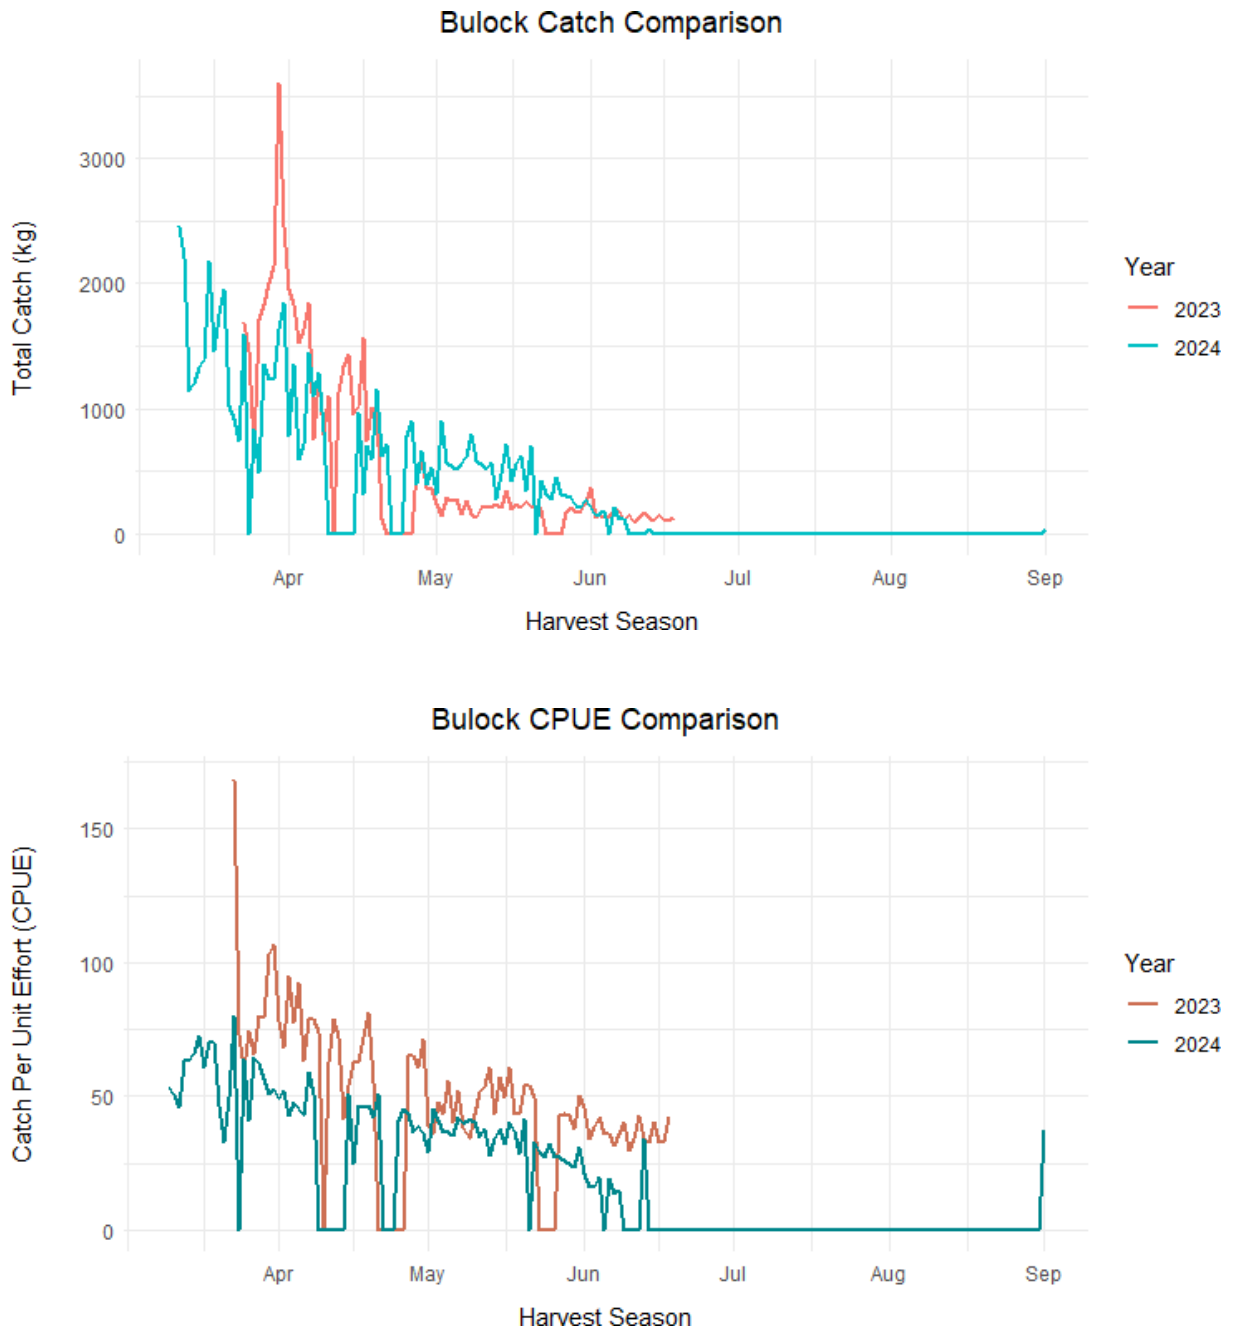 Bulock Catch Comparison
3000
2000
1000
0
Total Catch (kg)
Apr May Jun Jul Aug Sep
Harvest Season
Year
2023
2024
Bulock CPUE Comparison
150
100
50
0
Catch Per Unit Effort (CPUE)
Apr May Jun Jul Aug Sep
Harvest Season
Year
2023
2024